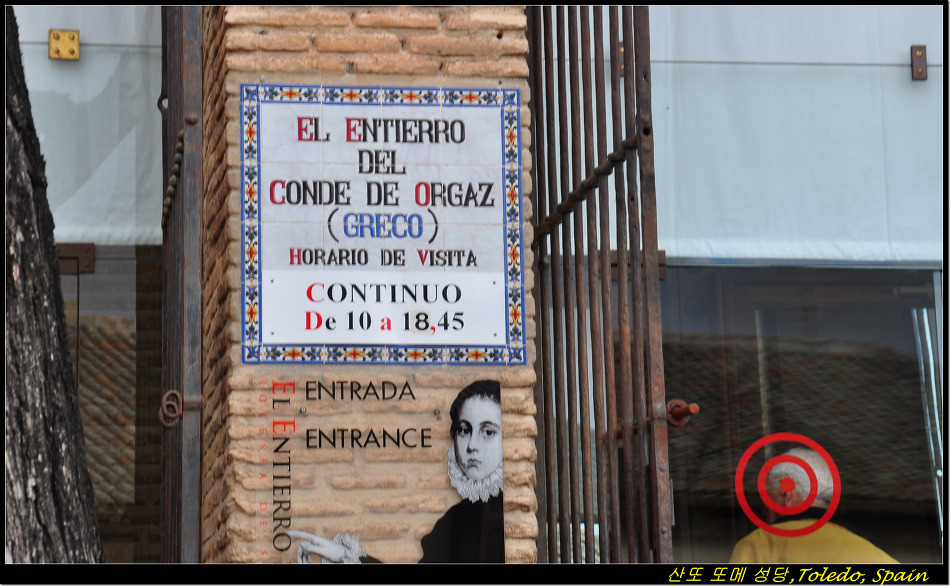 EL ENTIERRO
DEL
CONDE DE ORGAZ
(GRECO)
HORARIO DE VISITA
CONTINUO
De 10 a 18,45
ENTRADA
ENTRANCE
EL ENTIERRO
산또 또메 성당,Toledo, Spain